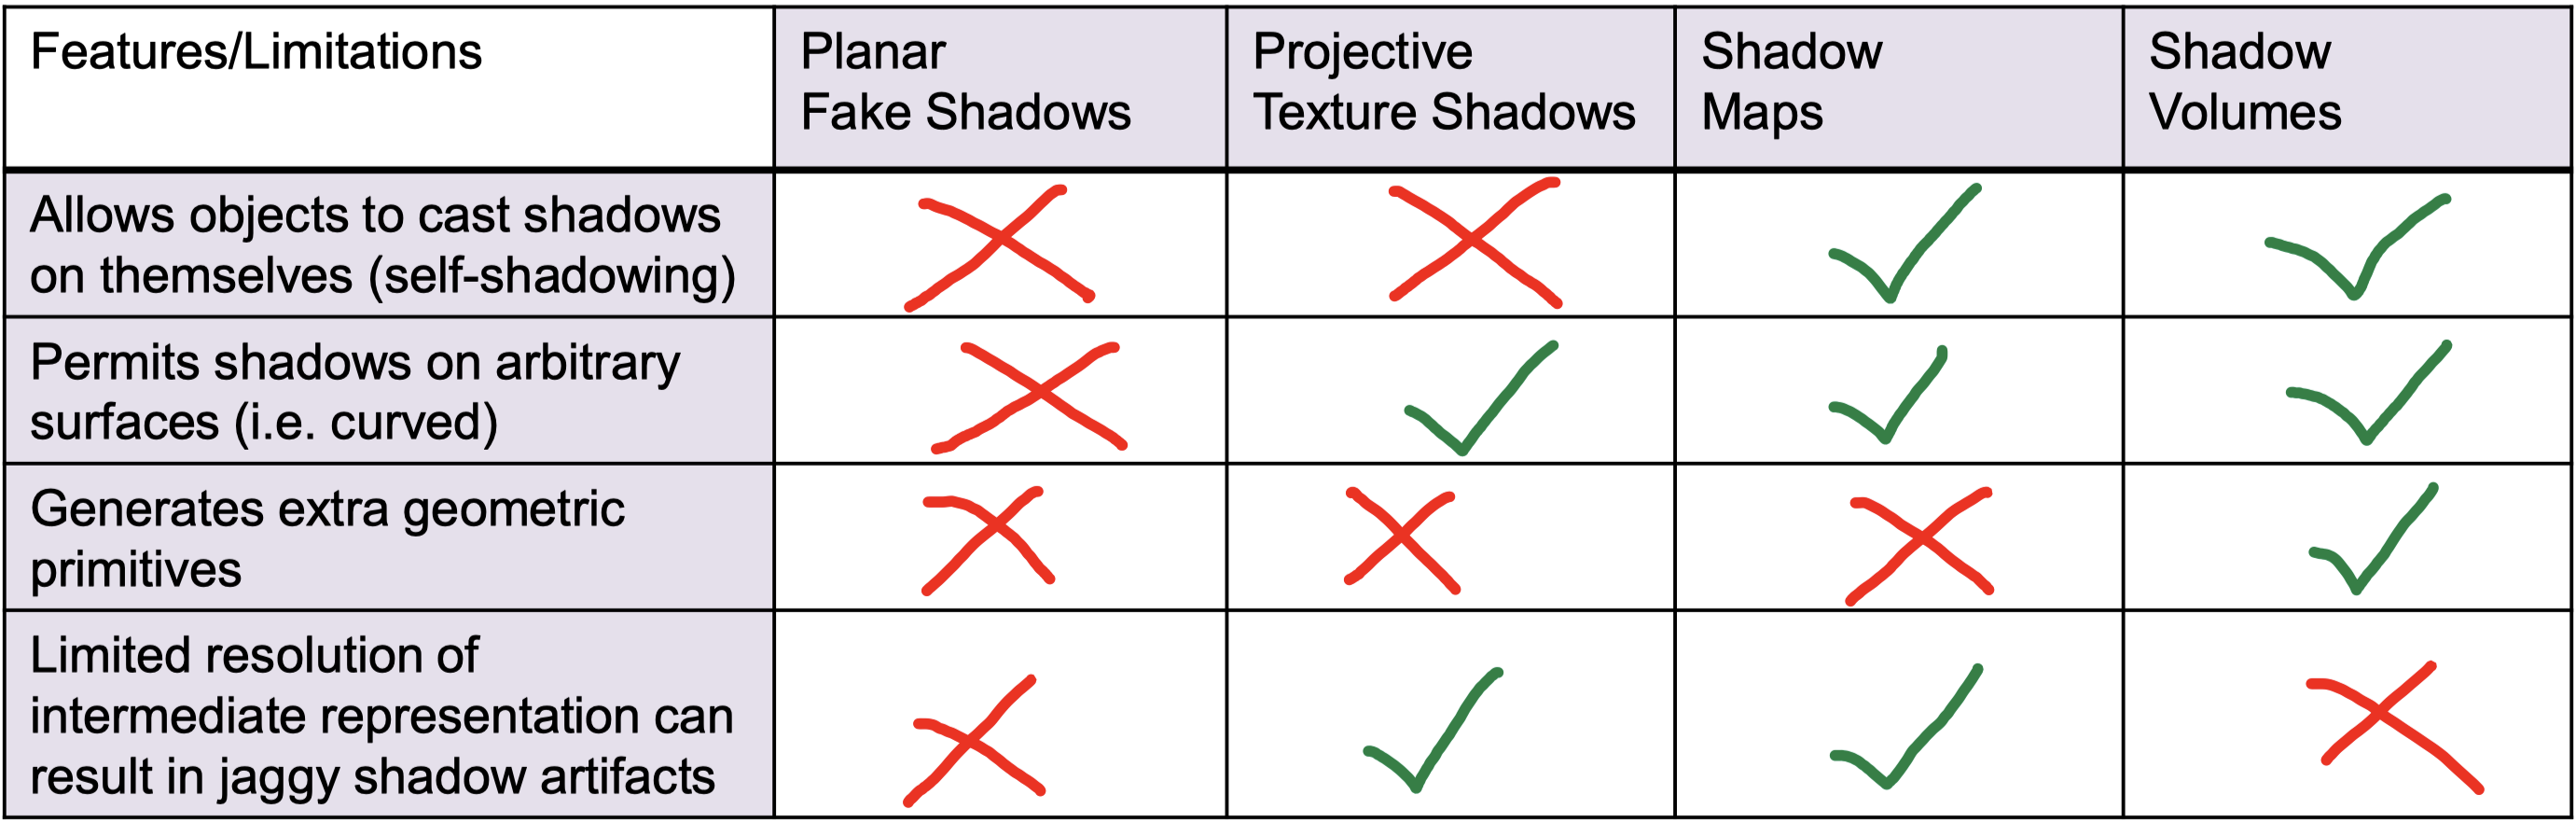 Features/Limitations
Planar
Fake Shadows
Projective
Texture Shadows
Shadow
Maps
Shadow
Volumes
Allows objects to cast shadows
on themselves (self-shadowing)
Permits shadows on arbitrary
surfaces (i.e. curved)
Generates extra geometric
primitives
Limited resolution of
intermediate representation can
result in jaggy shadow artifacts